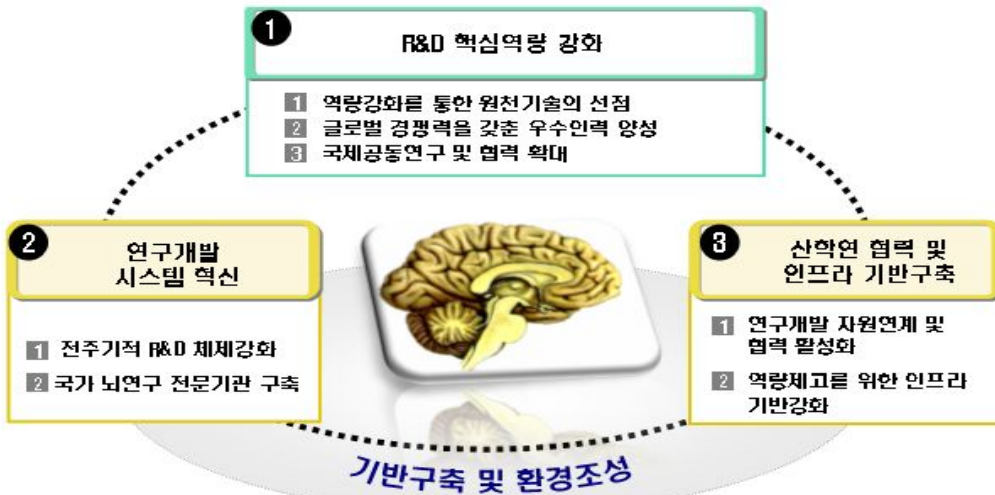 1
R&D 핵심역량 강화
1 역량강화를 통한 원천기술의 선점
2 글로벌 경쟁력을 갖춘 우수인력 양성
3 국제공동연구 및 협력 확대
2
연구개발
시스템 혁신
1 전주기적 R&D 체제강화
2 국가 뇌연구 전문기관 구축
3
산학연 협력 및
인프라 기반구축
1 연구개발 자원연계 및
협력 활성화
2 역량제고를 위한 인프라
기반강화
기반구축 및 환경조성